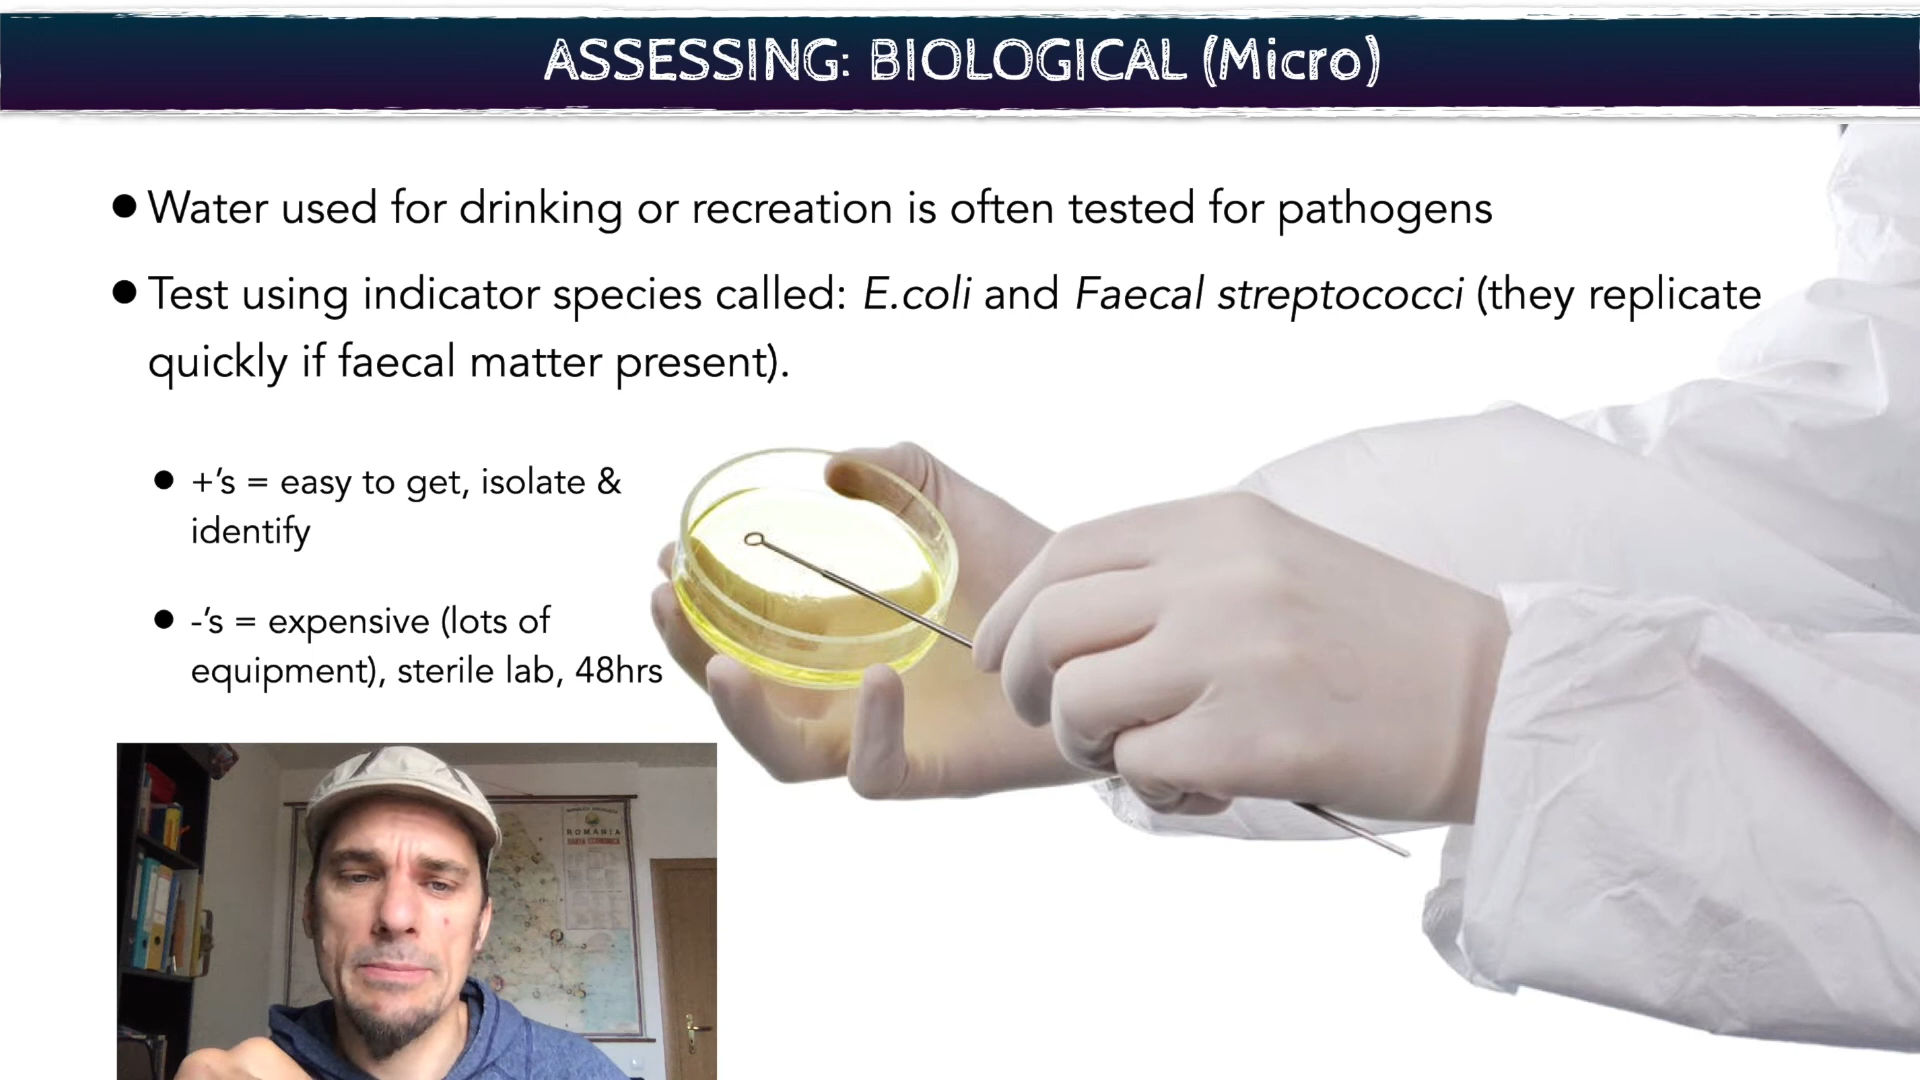 ASSESSING: BIOLOGICAL (Micro)
● Water used for drinking or recreation is often tested for pathogens
● Test using indicator species called: E.coli and Faecal streptococci (they replicate
quickly if faecal matter present).
● +’s = easy to get, isolate &
identify
● -’s = expensive (lots of
equipment), sterile lab, 48hrs
ROMANIA